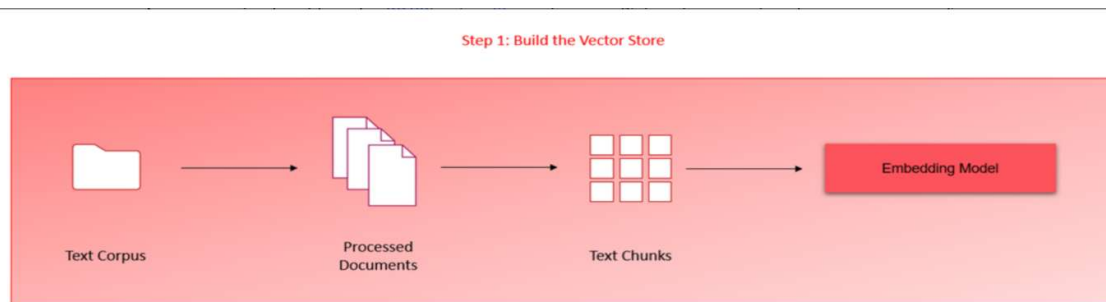 Step 1: Build the Vector Store
Embedding Model
Text Corpus
Processed
Documents
Text Chunks